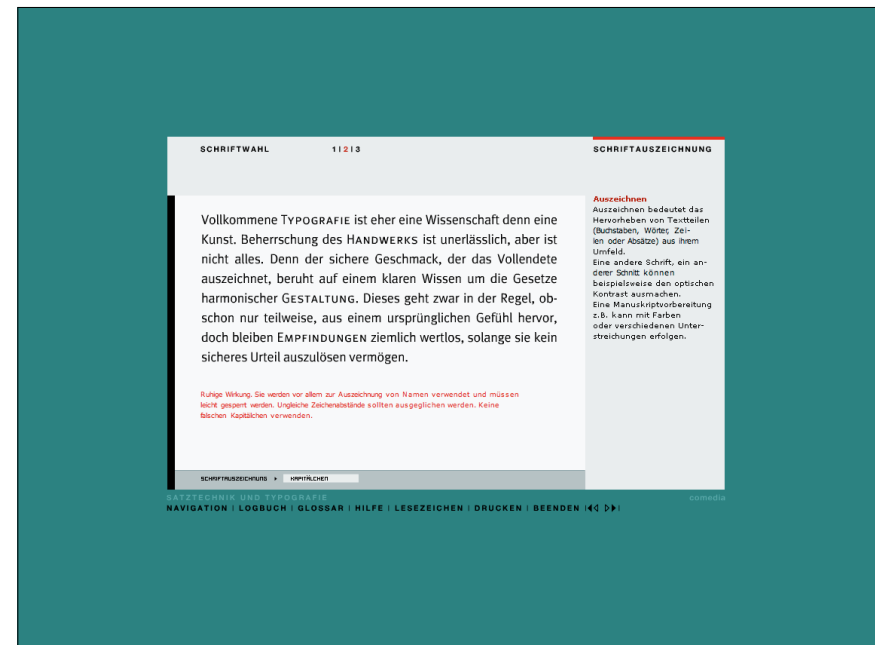 SCHRIFTWAHL 1|2|3 SCHRIFTAUSZEICHNUNG
Vollkommene TYPOGRAFIE ist eher eine Wissenschaft denn eine
Kunst. Beherrschung des HANDWERKS ist unerlässlich, aber ist
nicht alles. Denn der sichere Geschmack, der das Vollendete
auszeichnet, beruht auf einem klaren Wissen um die Gesetze
harmonischer GESTALTUNG. Dieses geht zwar in der Regel, ob-
schon nur teilweise, aus einem ursprünglichen Gefühl hervor,
doch bleiben EMPFINDUNGEN ziemlich wertlos, solange sie kein
sicheres Urteil auszulösen vermögen.
Ruhige Wirkung. Sie werden vor allem zur Auszeichnung von Namen verwendet und müssen
leicht gesperrt werden. Ungleiche Zeichenabstände sollten ausgeglichen werden. Keine
falschen Kapitälchen verwenden.
Auszeichnen
Auszeichnen bedeutet das
Hervorheben von Textteilen
(Buchstaben, Wörter, Zei-
len oder Absätze) aus ihrem
Umfeld.
Eine andere Schrift, ein an-
derer Schnitt können
beispielsweise den optischen
Kontrast ausmachen.
Eine Manuskriptvorbereitung
z.B. kann mit Farben
oder verschiedenen Unter-
streichungen erfolgen.
SCHRIFTAUSZEICHNUNG KAPITÄLCHEN
SATZTECHNIK UND TYPOGRAFIE comedia
NAVIGATION | LOGBUCH | GLOSSAR | HILFE | LESEZEICHEN | DRUCKEN | BEENDEN